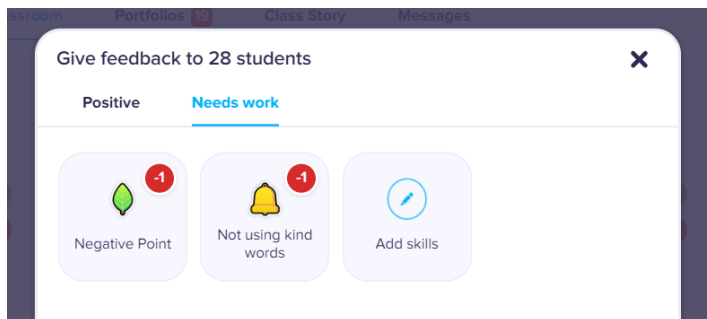 ssroom Portfolios 19 Class Story Messages
Give feedback to 28 students
Positive Needs work
-1 -1
Negative Point Not using kind words Add skills